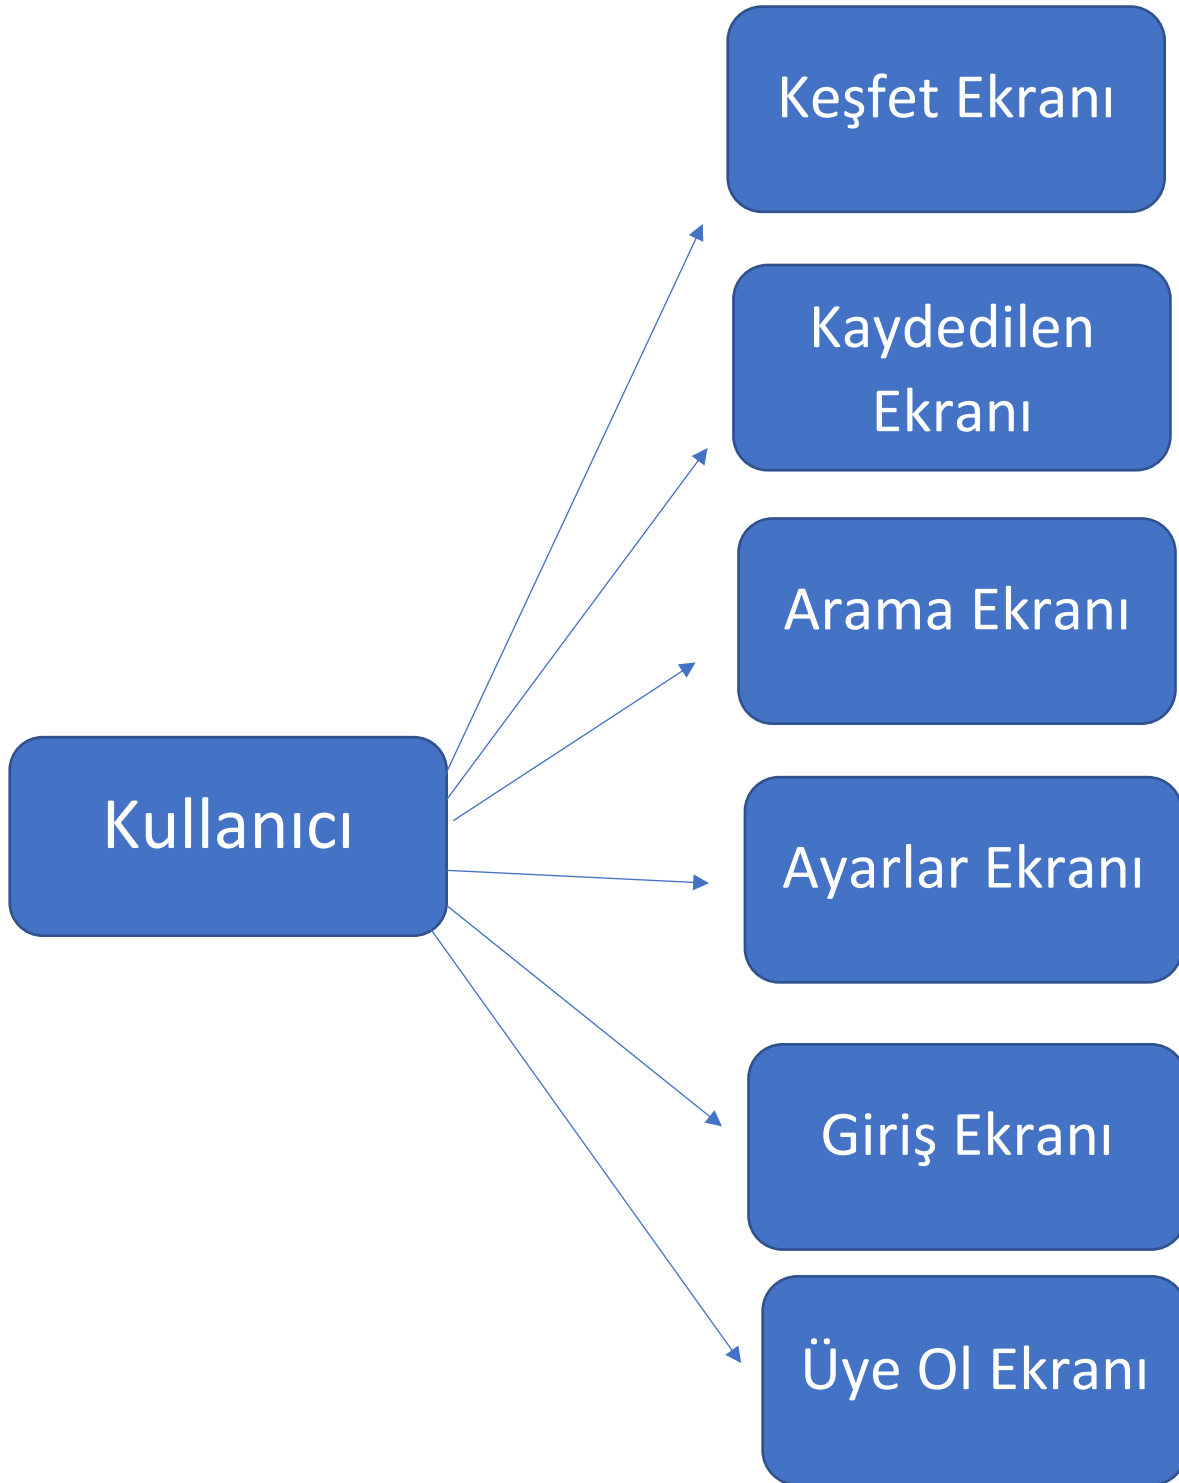 Keşfet Ekranı
Kaydedilen
Ekranı
Arama Ekranı
Kullanıcı
Ayarlar Ekranı
Giriş Ekranı
Üye Ol Ekranı